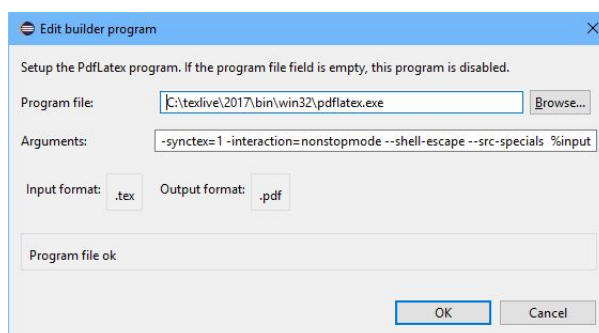 Edit builder program
Setup the PdfLatex program. If the program file field is empty, this program is disabled.
Program file: C:\texlive\2017\bin\win32\pdflatex.exe Browse...
Arguments: -synctex=1 -interaction=nonstopmode --shell-escape --src-specials %input
Input format: .tex Output format: .pdf
Program file ok
OK Cancel